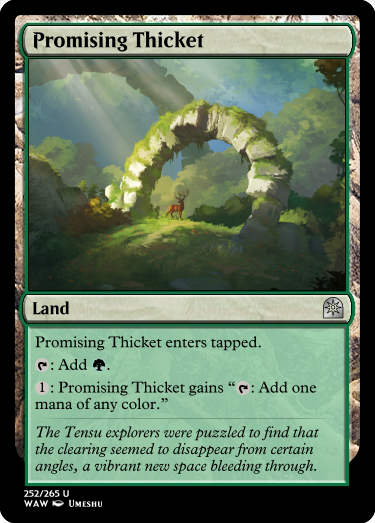 Promising Thicket
Land
Promising Thicket enters tapped.
: Add .
1: Promising Thicket gains “: Add one
mana of any color.”
The Tensu explorers were puzzled to find that
the clearing seemed to disappear from certain
angles, a vibrant new space bleeding through.
252/265 U
WAW Umeshu